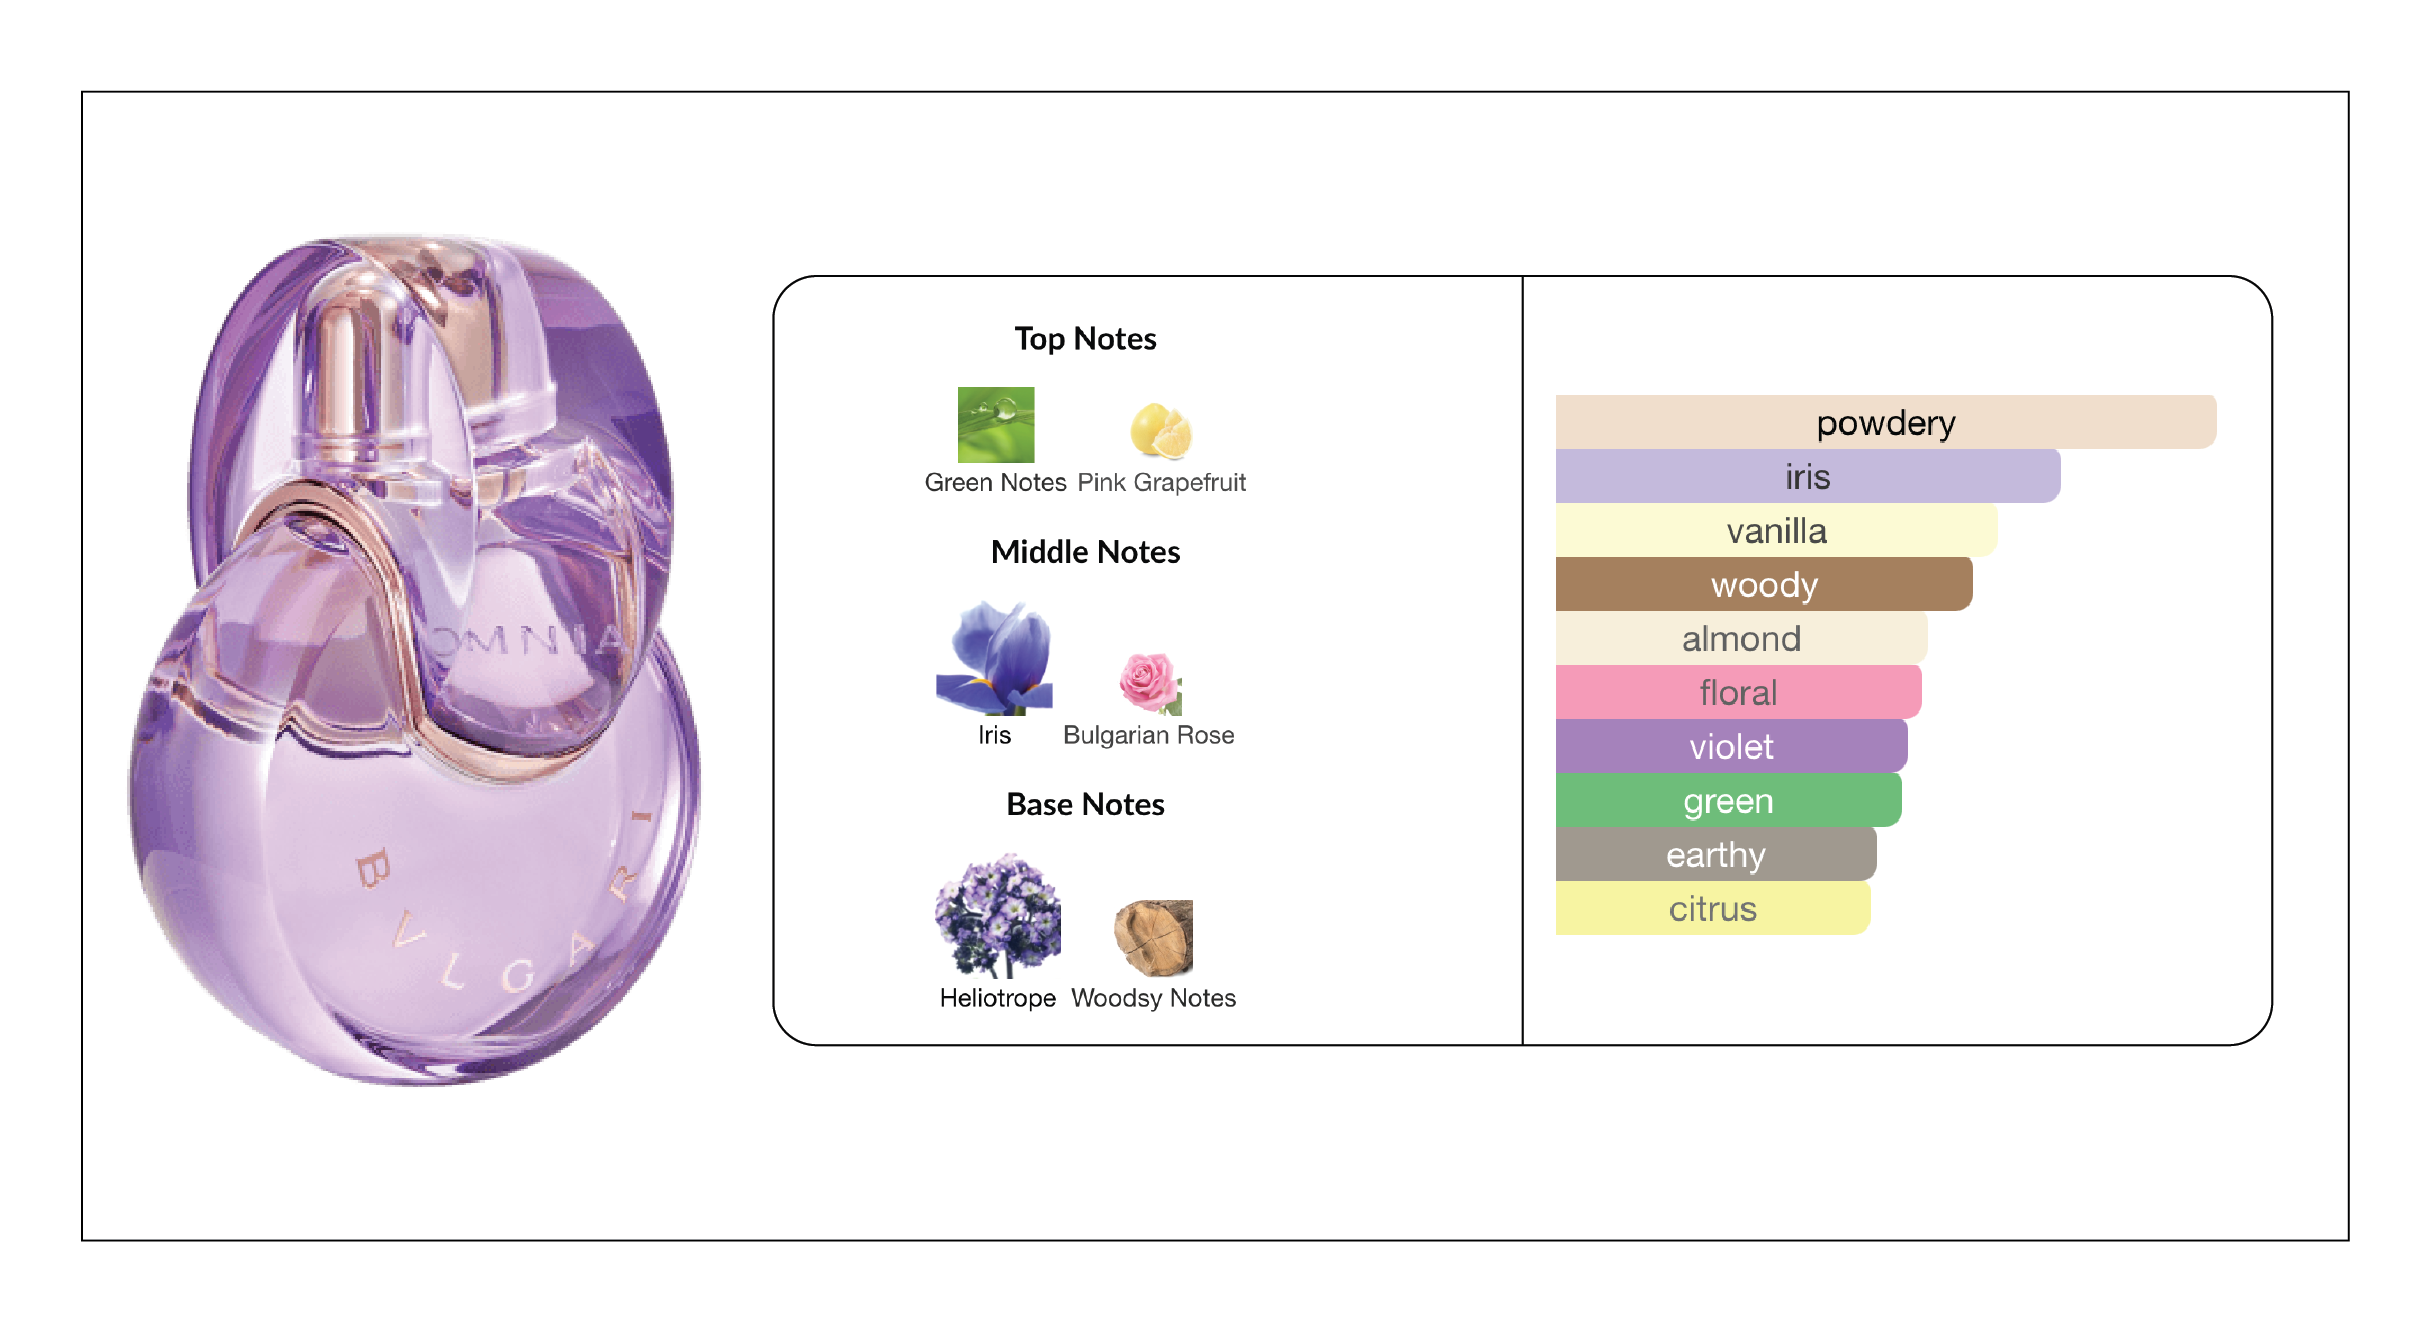 OMNIA
BVLGARI
Top Notes
Green Notes Pink Grapefruit
Middle Notes
Iris Bulgarian Rose
Base Notes
Heliotrope Woodsy Notes
powdery
iris
vanilla
woody
almond
floral
violet
green
earthy
citrus